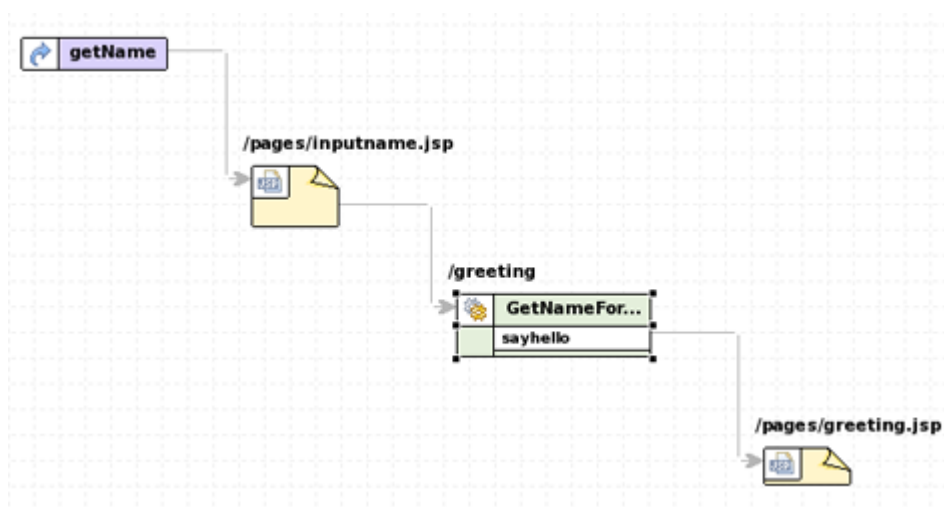 getName
/pages/inputname.jsp
/greeting
GetNameFor...
sayhello
/pages/greeting.jsp